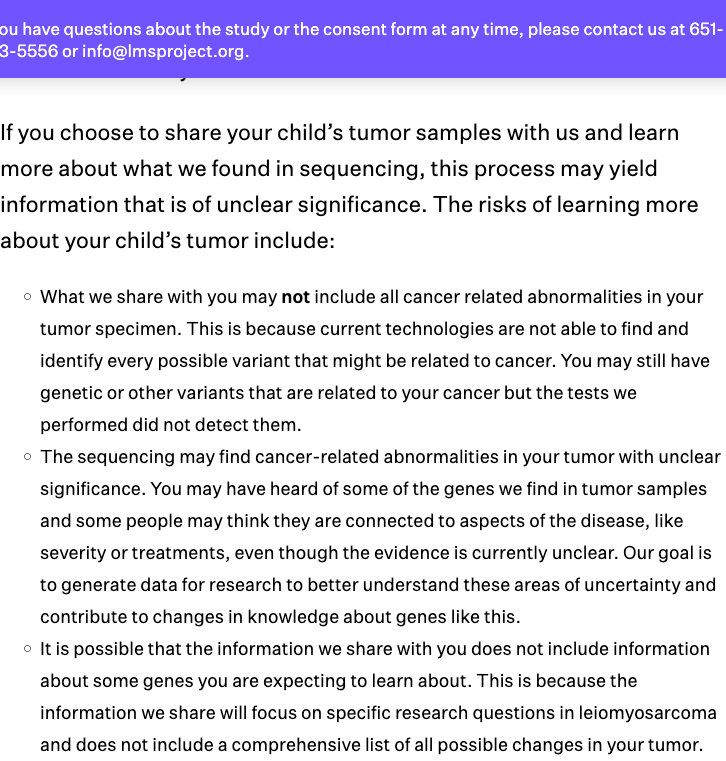 ou have questions about the study or the consent form at any time, please contact us at 651-
3-5556 or info@lmsproject.org.
If you choose to share your child’s tumor samples with us and learn
more about what we found in sequencing, this process may yield
information that is of unclear significance. The risks of learning more
about your child’s tumor include:
○ What we share with you may not include all cancer related abnormalities in your
tumor specimen. This is because current technologies are not able to find and
identify every possible variant that might be related to cancer. You may still have
genetic or other variants that are related to your cancer but the tests we
performed did not detect them.
○ The sequencing may find cancer-related abnormalities in your tumor with unclear
significance. You may have heard of some of the genes we find in tumor samples
and some people may think they are connected to aspects of the disease, like
severity or treatments, even though the evidence is currently unclear. Our goal is
to generate data for research to better understand these areas of uncertainty and
contribute to changes in knowledge about genes like this.
○ It is possible that the information we share with you does not include information
about some genes you are expecting to learn about. This is because the
information we share will focus on specific research questions in leiomyosarcoma
and does not include a comprehensive list of all possible changes in your tumor.